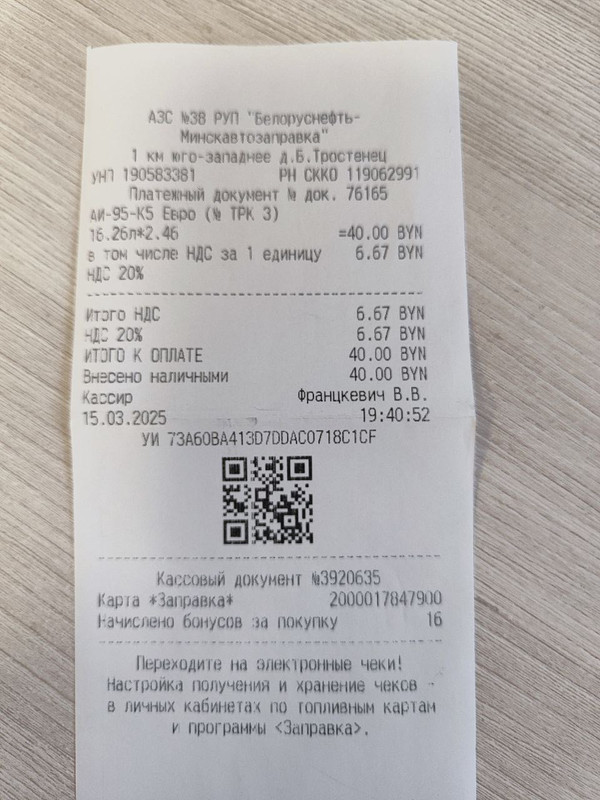 АЗС №38 РУП "Белоруснефть-
Минскавтозаправка"
1 км юго-западнее д.Б.Тростенец
УНП 190583381 РН СККО 119062991
Платежный документ № док. 76165
АИ-95-К5 Евро (№ ТРК 3)
16.26л*2.46 =40.00 BYN
в том числе НДС за 1 единицу 6.67 BYN
НДС 20%
Итого НДС 6.67 BYN
НДС 20% 6.67 BYN
ИТОГО К ОПЛАТЕ 40.00 BYN
Внесено наличными 40.00 BYN
Кассир Францкевич В.В.
15.03.2025 19:40:52
УИ 73A60BA413D7DDAC0718C1CF
Кассовый документ №3920635
Карта *Заправка* 2000017847900
Начислено бонусов за покупку 16
Переходите на электронные чеки!
Настройка получения и хранение чеков -
в личных кабинетах по топливным картам
и программы <Заправка>.